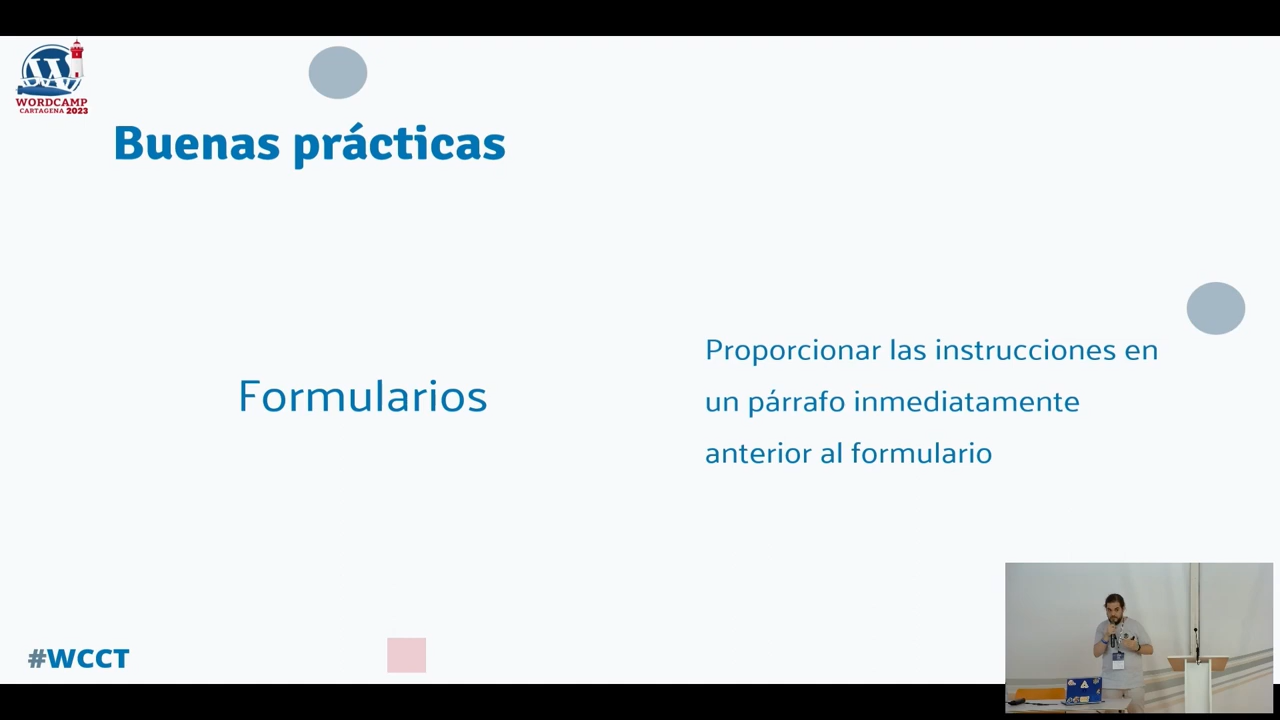 WORDCAMP
CARTAGENA 2023
Buenas prácticas
Formularios
Proporcionar las instrucciones en
un párrafo inmediatamente
anterior al formulario
#WCCT